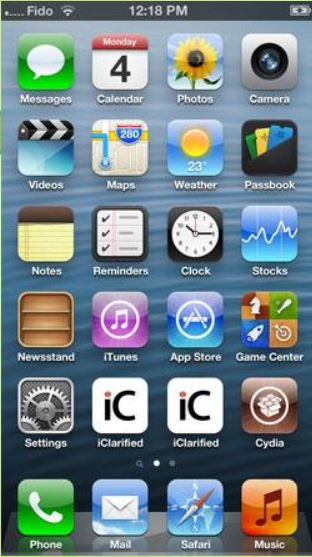 Fido 12:18 PM
Monday
4
280
23°
Messages Calendar Photos Camera
Videos Maps Weather Passbook
Notes Reminders Clock Stocks
Newsstand iTunes App Store Game Center
iC iC
Settings iClarified iClarified Cydia
Phone Mail Safari Music